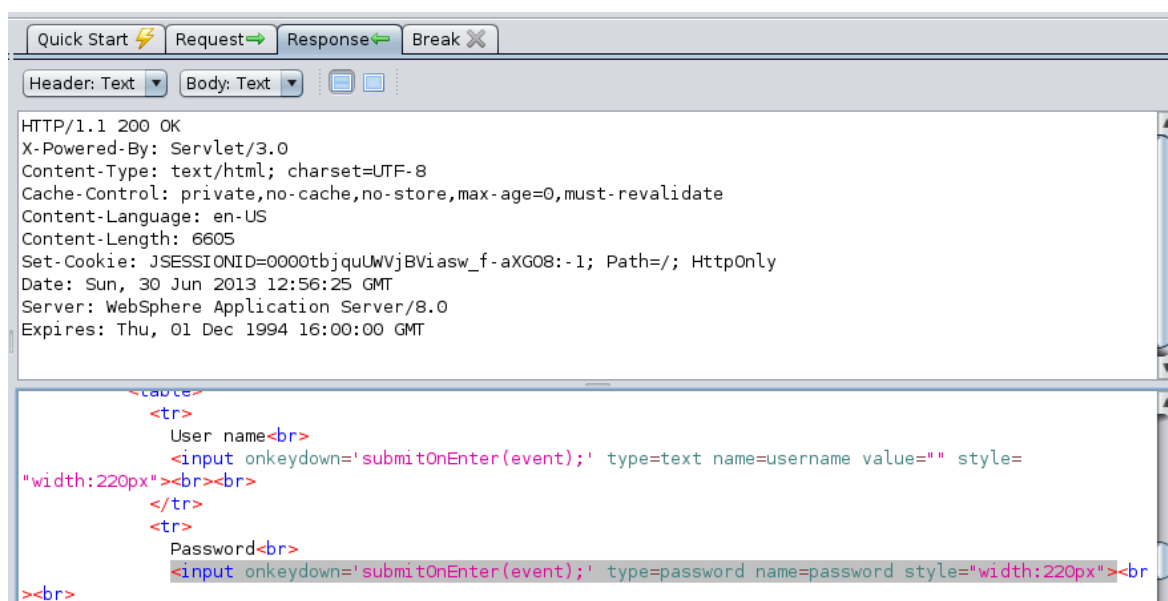 Quick Start Request Response Break
Header: Text Body: Text
HTTP/1.1 200 OK
X-Powered-By: Servlet/3.0
Content-Type: text/html; charset=UTF-8
Cache-Control: private,no-cache,no-store,max-age=0,must-revalidate
Content-Language: en-US
Content-Length: 6605
Set-Cookie: JSESSIONID=0000tbjquUWVjBViasw_f-aXGO8:-1; Path=/; HttpOnly
Date: Sun, 30 Jun 2013 12:56:25 GMT
Server: WebSphere Application Server/8.0
Expires: Thu, 01 Dec 1994 16:00:00 GMT
<table>
<tr>
User name<br>
<input onkeydown='submitOnEnter(event);' type=text name=username value="" style=
"width:220px"><br><br>
</tr>
<tr>
Password<br>
<input onkeydown='submitOnEnter(event);' type=password name=password style="width:220px"><br
><br>